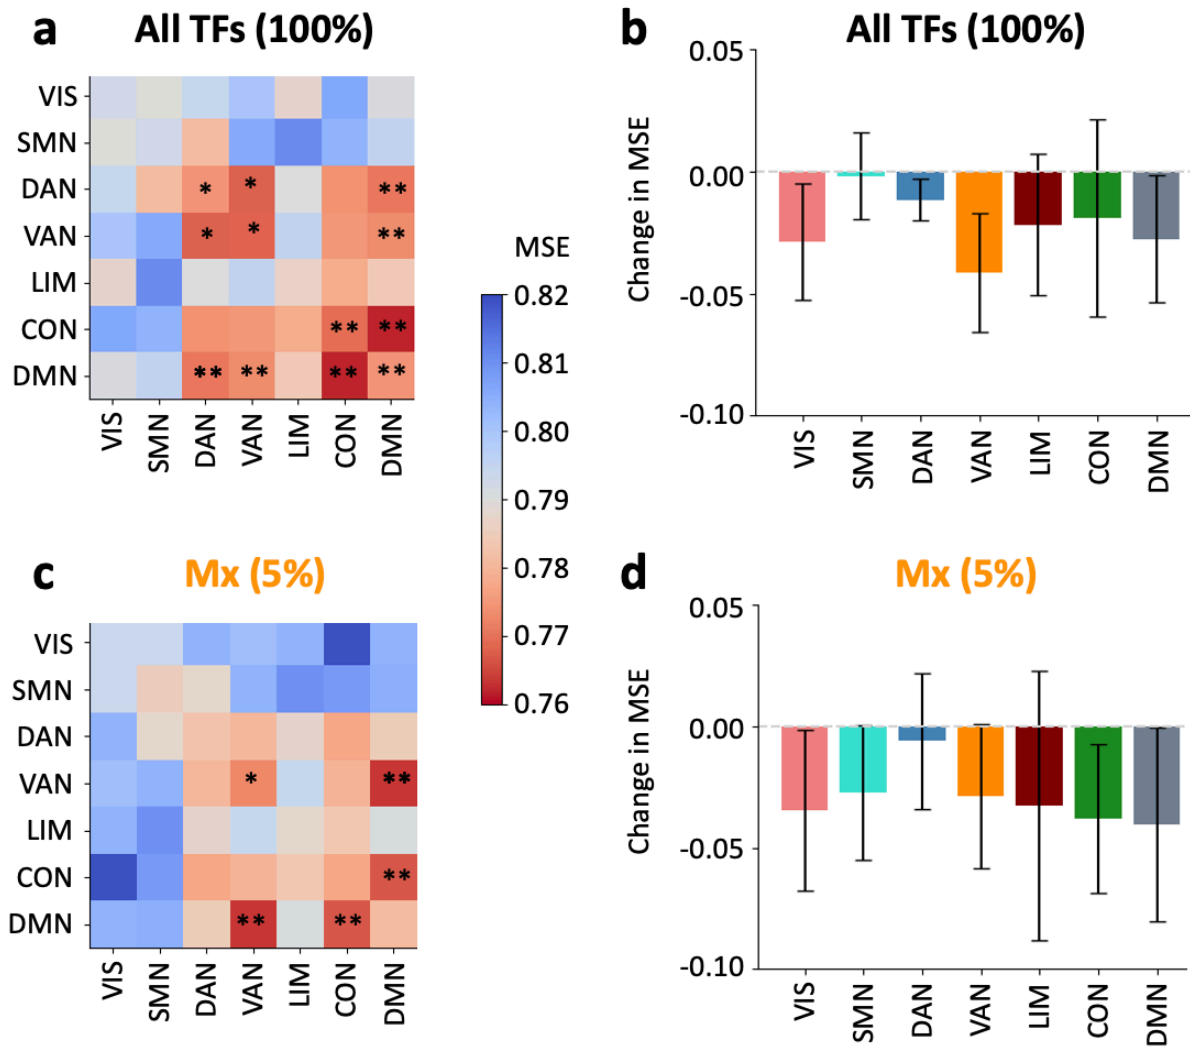 a
All TFs (100%)
VIS
SMN
DAN
VAN
LIM
CON
DMN
* * **
* * **
** **
** ** ** **
VIS
SMN
DAN
VAN
LIM
CON
DMN
MSE
0.82
0.81
0.80
0.79
0.78
0.77
0.76
b
All TFs (100%)
Change in MSE
0.05
0.00
-0.05
-0.10
VIS
SMN
DAN
VAN
LIM
CON
DMN
c
Mx (5%)
VIS
SMN
DAN
VAN
LIM
CON
DMN
* **
**
** **
VIS
SMN
DAN
VAN
LIM
CON
DMN
d
Mx (5%)
Change in MSE
0.05
0.00
-0.05
-0.10
VIS
SMN
DAN
VAN
LIM
CON
DMN